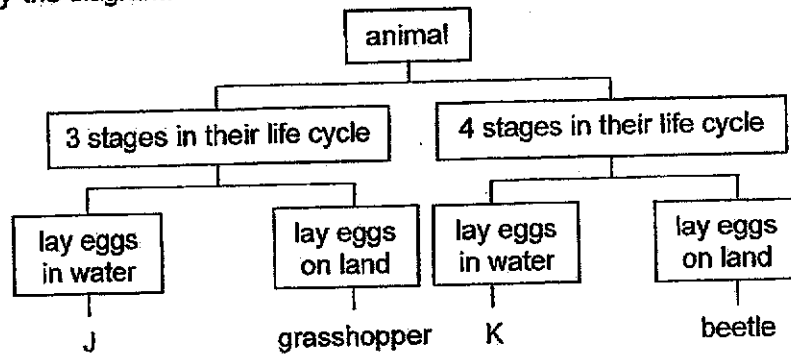 animal
3 stages in their life cycle
4 stages in their life cycle
lay eggs
in water
lay eggs
on land
lay eggs
in water
lay eggs
on land
J
grasshopper
K
beetle